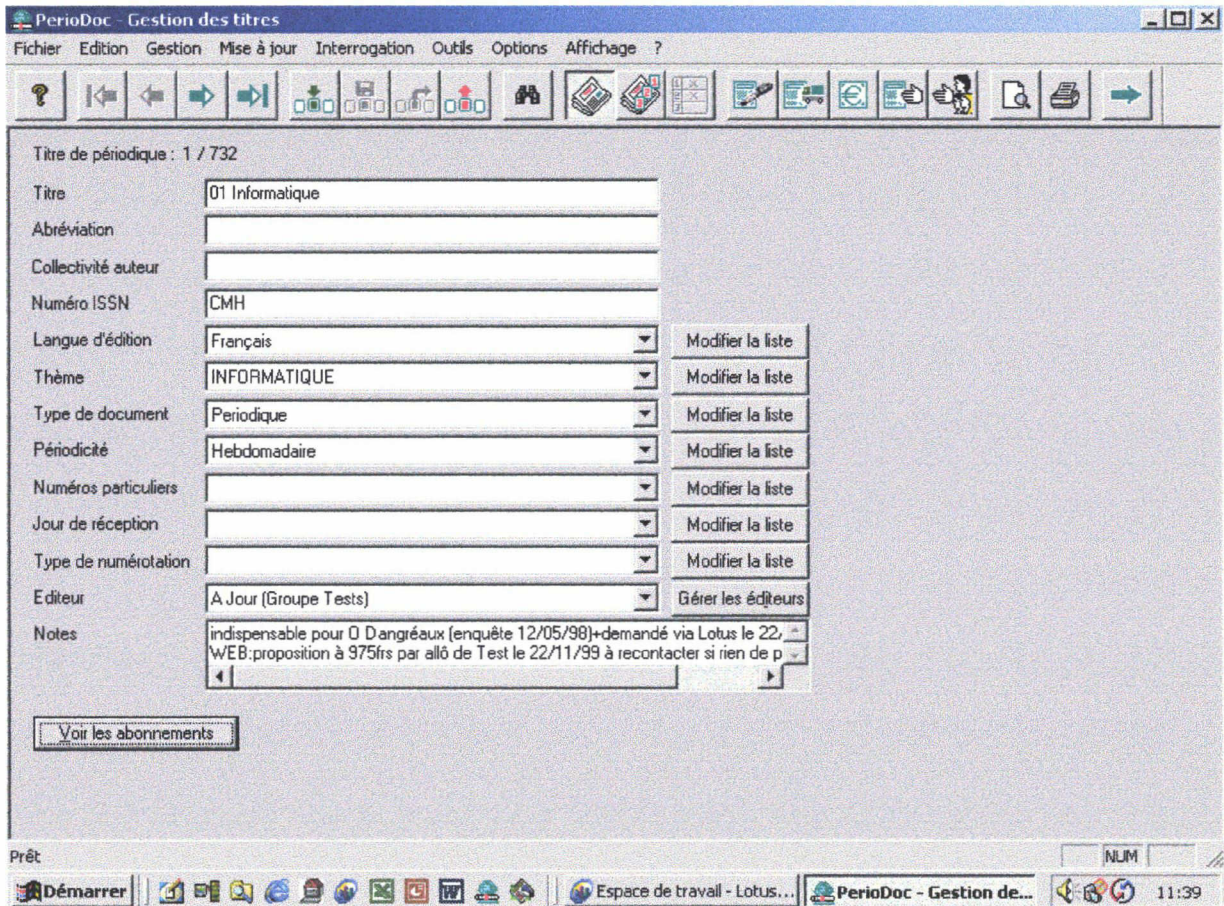 PerioDoc - Gestion des titres
Fichier Edition Gestion Mise à jour Interrogation Outils Options Affichage ?
Titre de périodique : 1 / 732
Titre 01 Informatique
Abréviation
Collectivité auteur
Numéro ISSN CMH
Langue d'édition Français Modifier la liste
Thème INFORMATIQUE Modifier la liste
Type de document Periodique Modifier la liste
Périodicité Hebdomadaire Modifier la liste
Numéros particuliers Modifier la liste
Jour de réception Modifier la liste
Type de numérotation Modifier la liste
Editeur A Jour (Groupe Tests) Gérer les éditeurs
Notes indispensable pour O Dangréaux (enquête 12/05/98)+demandé via Lotus le 22/
WEB:proposition à 975frs par allô de Test le 22/11/99 à recontacter si rien de p
Voir les abonnements
Prêt NUM
Démarrer Espace de travail - Lotus... PerioDoc - Gestion de... 11:39